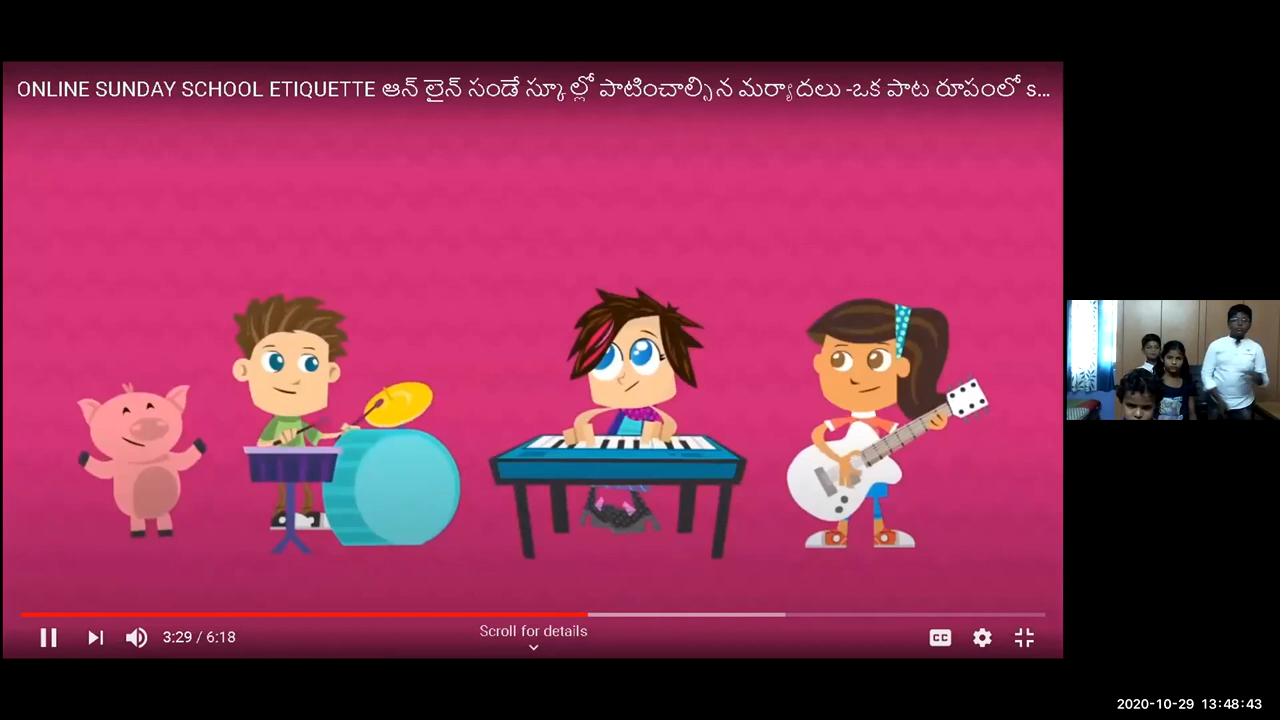 ONLINE SUNDAY SCHOOL ETIQUETTE ఆన్ లైన్ సండే స్కూల్లో పాటించాల్సిన మర్యాదలు -ఒక పాట రూపంలో s...
3:29 / 6:18
Scroll for details
CC
2020-10-29 13:48:43